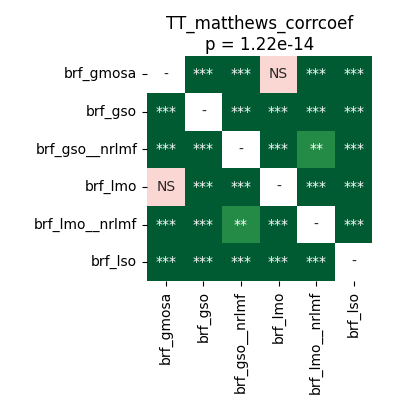 TT_matthews_corrcoef
p = 1.22e-14
brf_gmosa - *** *** NS *** ***
brf_gso *** - *** *** *** ***
brf_gso__nrlmf *** *** - *** ** ***
brf_lmo NS *** *** - *** ***
brf_lmo__nrlmf *** *** ** *** - ***
brf_lso *** *** *** *** *** -
brf_gmosa
brf_gso
brf_gso__nrlmf
brf_lmo
brf_lmo__nrlmf
brf_lso